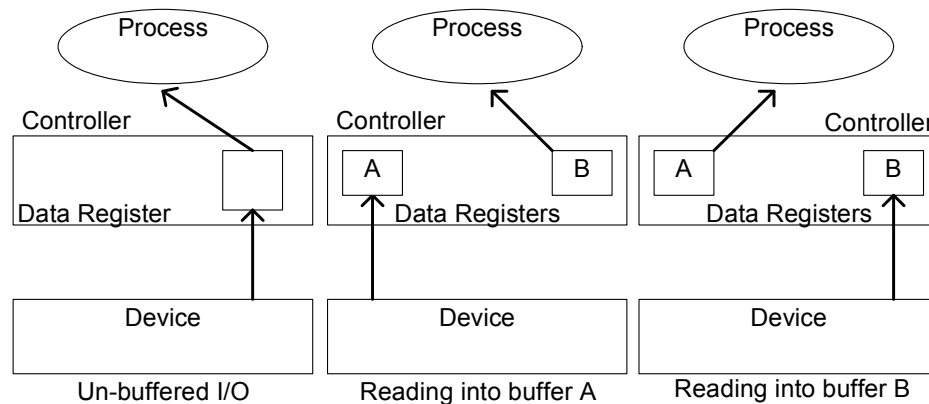 Process
Controller
Data Register
Device
Un-buffered I/O
Process
Controller
A
B
Data Registers
Device
Reading into buffer A
Process
Controller
A
B
Data Registers
Device
Reading into buffer B